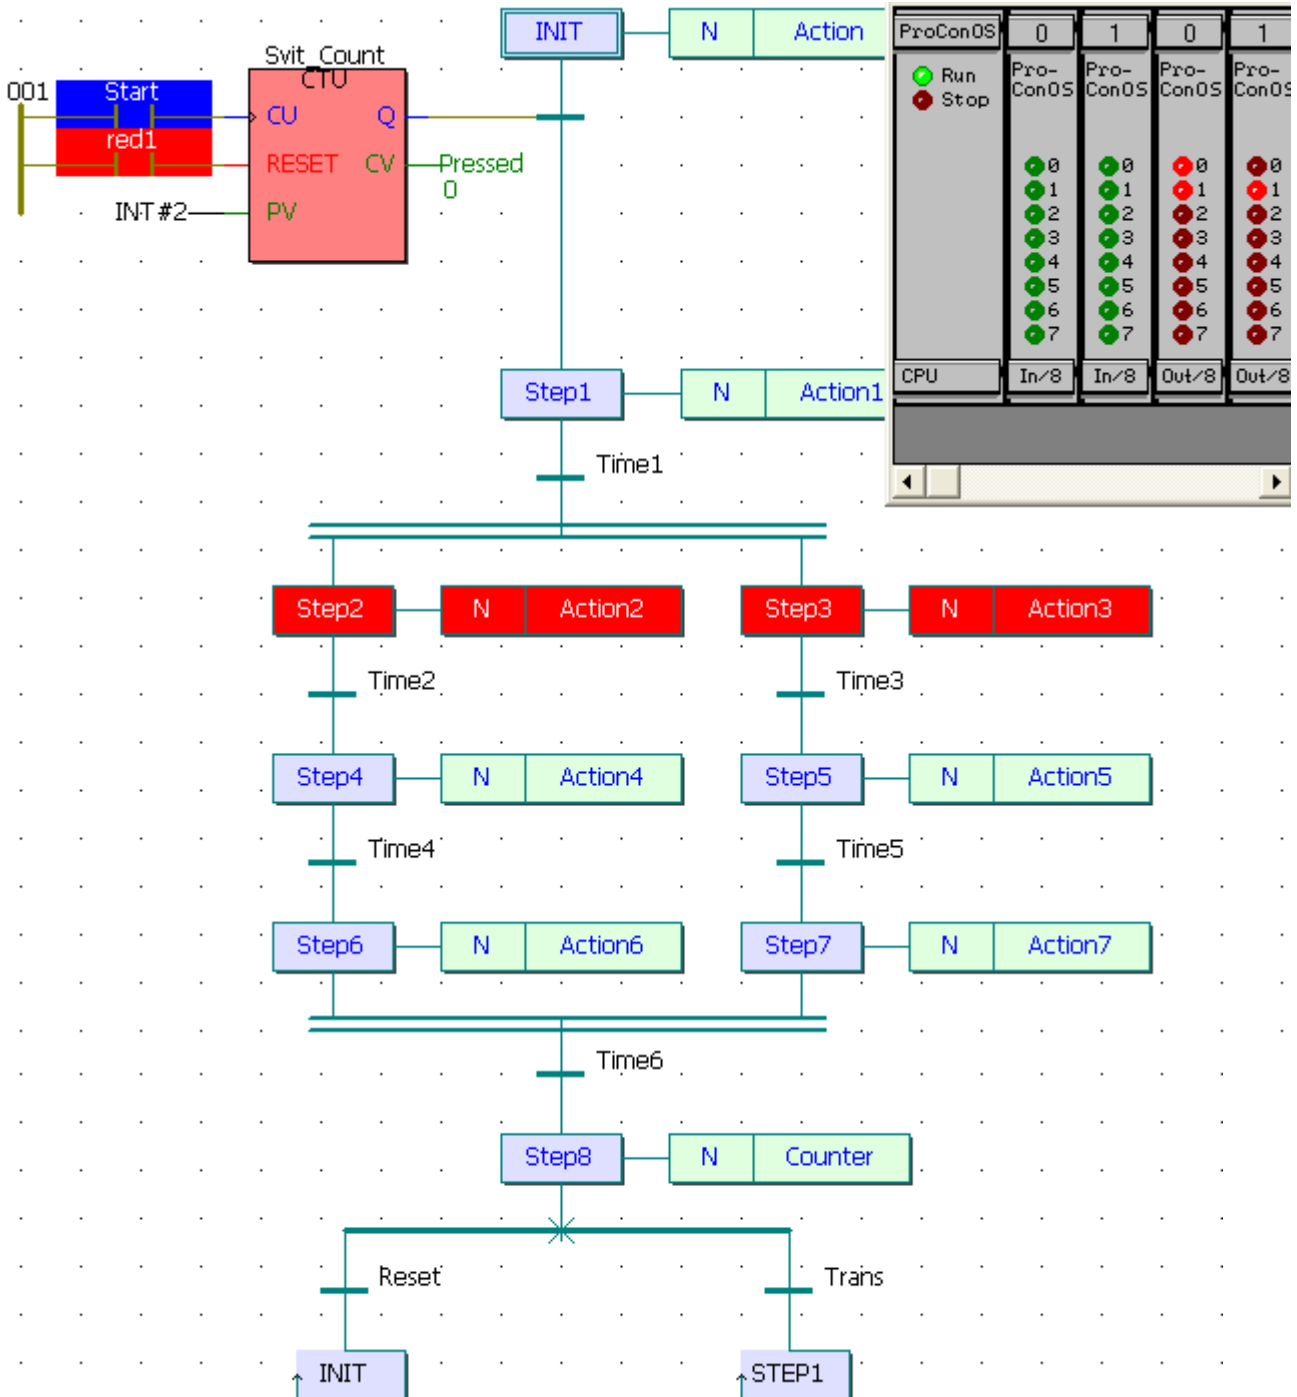 INIT
N
Action
Svit_Count
CTU
001
Start
CU
Q
red1
RESET
CV
Pressed
0
INT#2
PV
ProConOS
0
1
0
1
Run
Stop
Pro-
ConOS
Pro-
ConOS
Pro-
ConOS
Pro-
ConOS
0 0 0 0
1 1 1 1
2 2 2 2
3 3 3 3
4 4 4 4
5 5 5 5
6 6 6 6
7 7 7 7
CPU
In/8
In/8
Out/8
Out/8
Step1
N
Action1
Time1
Step2
N
Action2
Step3
N
Action3
Time2
Time3
Step4
N
Action4
Step5
N
Action5
Time4
Time5
Step6
N
Action6
Step7
N
Action7
Time6
Step8
N
Counter
Reset
Trans
INIT
STEP1